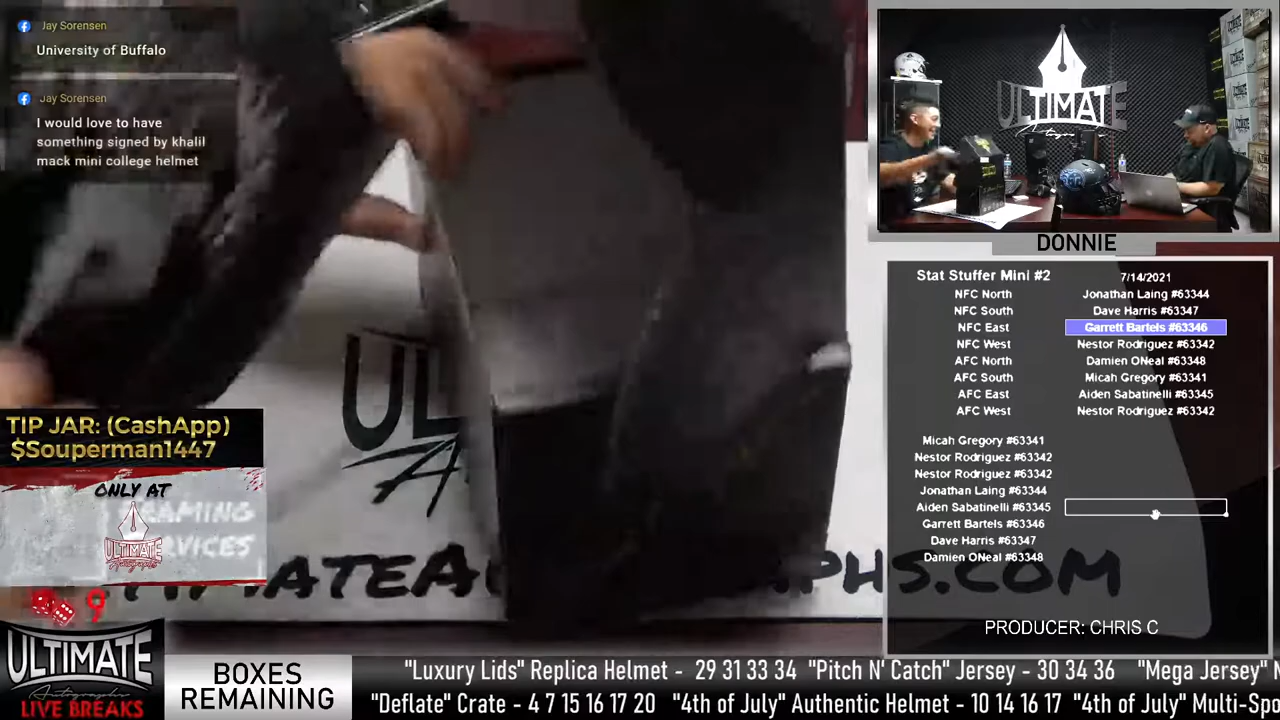 Jay Sorensen
University of Buffalo
Jay Sorensen
I would love to have
something signed by khalil
mack mini college helmet
ULTIMATE
DONNIE
Stat Stuffer Mini #2 7/14/2021
NFC North Jonathan Laing #63344
NFC South Dave Harris #63347
NFC East Garrett Bartels #63346
NFC West Nestor Rodriguez #63342
AFC North Damien ONeal #63348
AFC South Micah Gregory #63341
AFC East Aiden Sabatinelli #63345
AFC West Nestor Rodriguez #63342
Micah Gregory #63341
Nestor Rodriguez #63342
Nestor Rodriguez #63342
Jonathan Laing #63344
Aiden Sabatinelli #63345
Garrett Bartels #63346
Dave Harris #63347
Damien ONeal #63348
PRODUCER: CHRIS C
TIP JAR: (CashApp)
$Souperman1447
ONLY AT
ULTIMATE
9
ULTIMATE
Autographs
LIVE BREAKS
BOXES
REMAINING
"Luxury Lids" Replica Helmet - 29 31 33 34 "Pitch N' Catch" Jersey - 30 34 36 "Mega Jersey"
"Deflate" Crate - 4 7 15 16 17 20 "4th of July" Authentic Helmet - 10 14 16 17 "4th of July" Multi-Spo